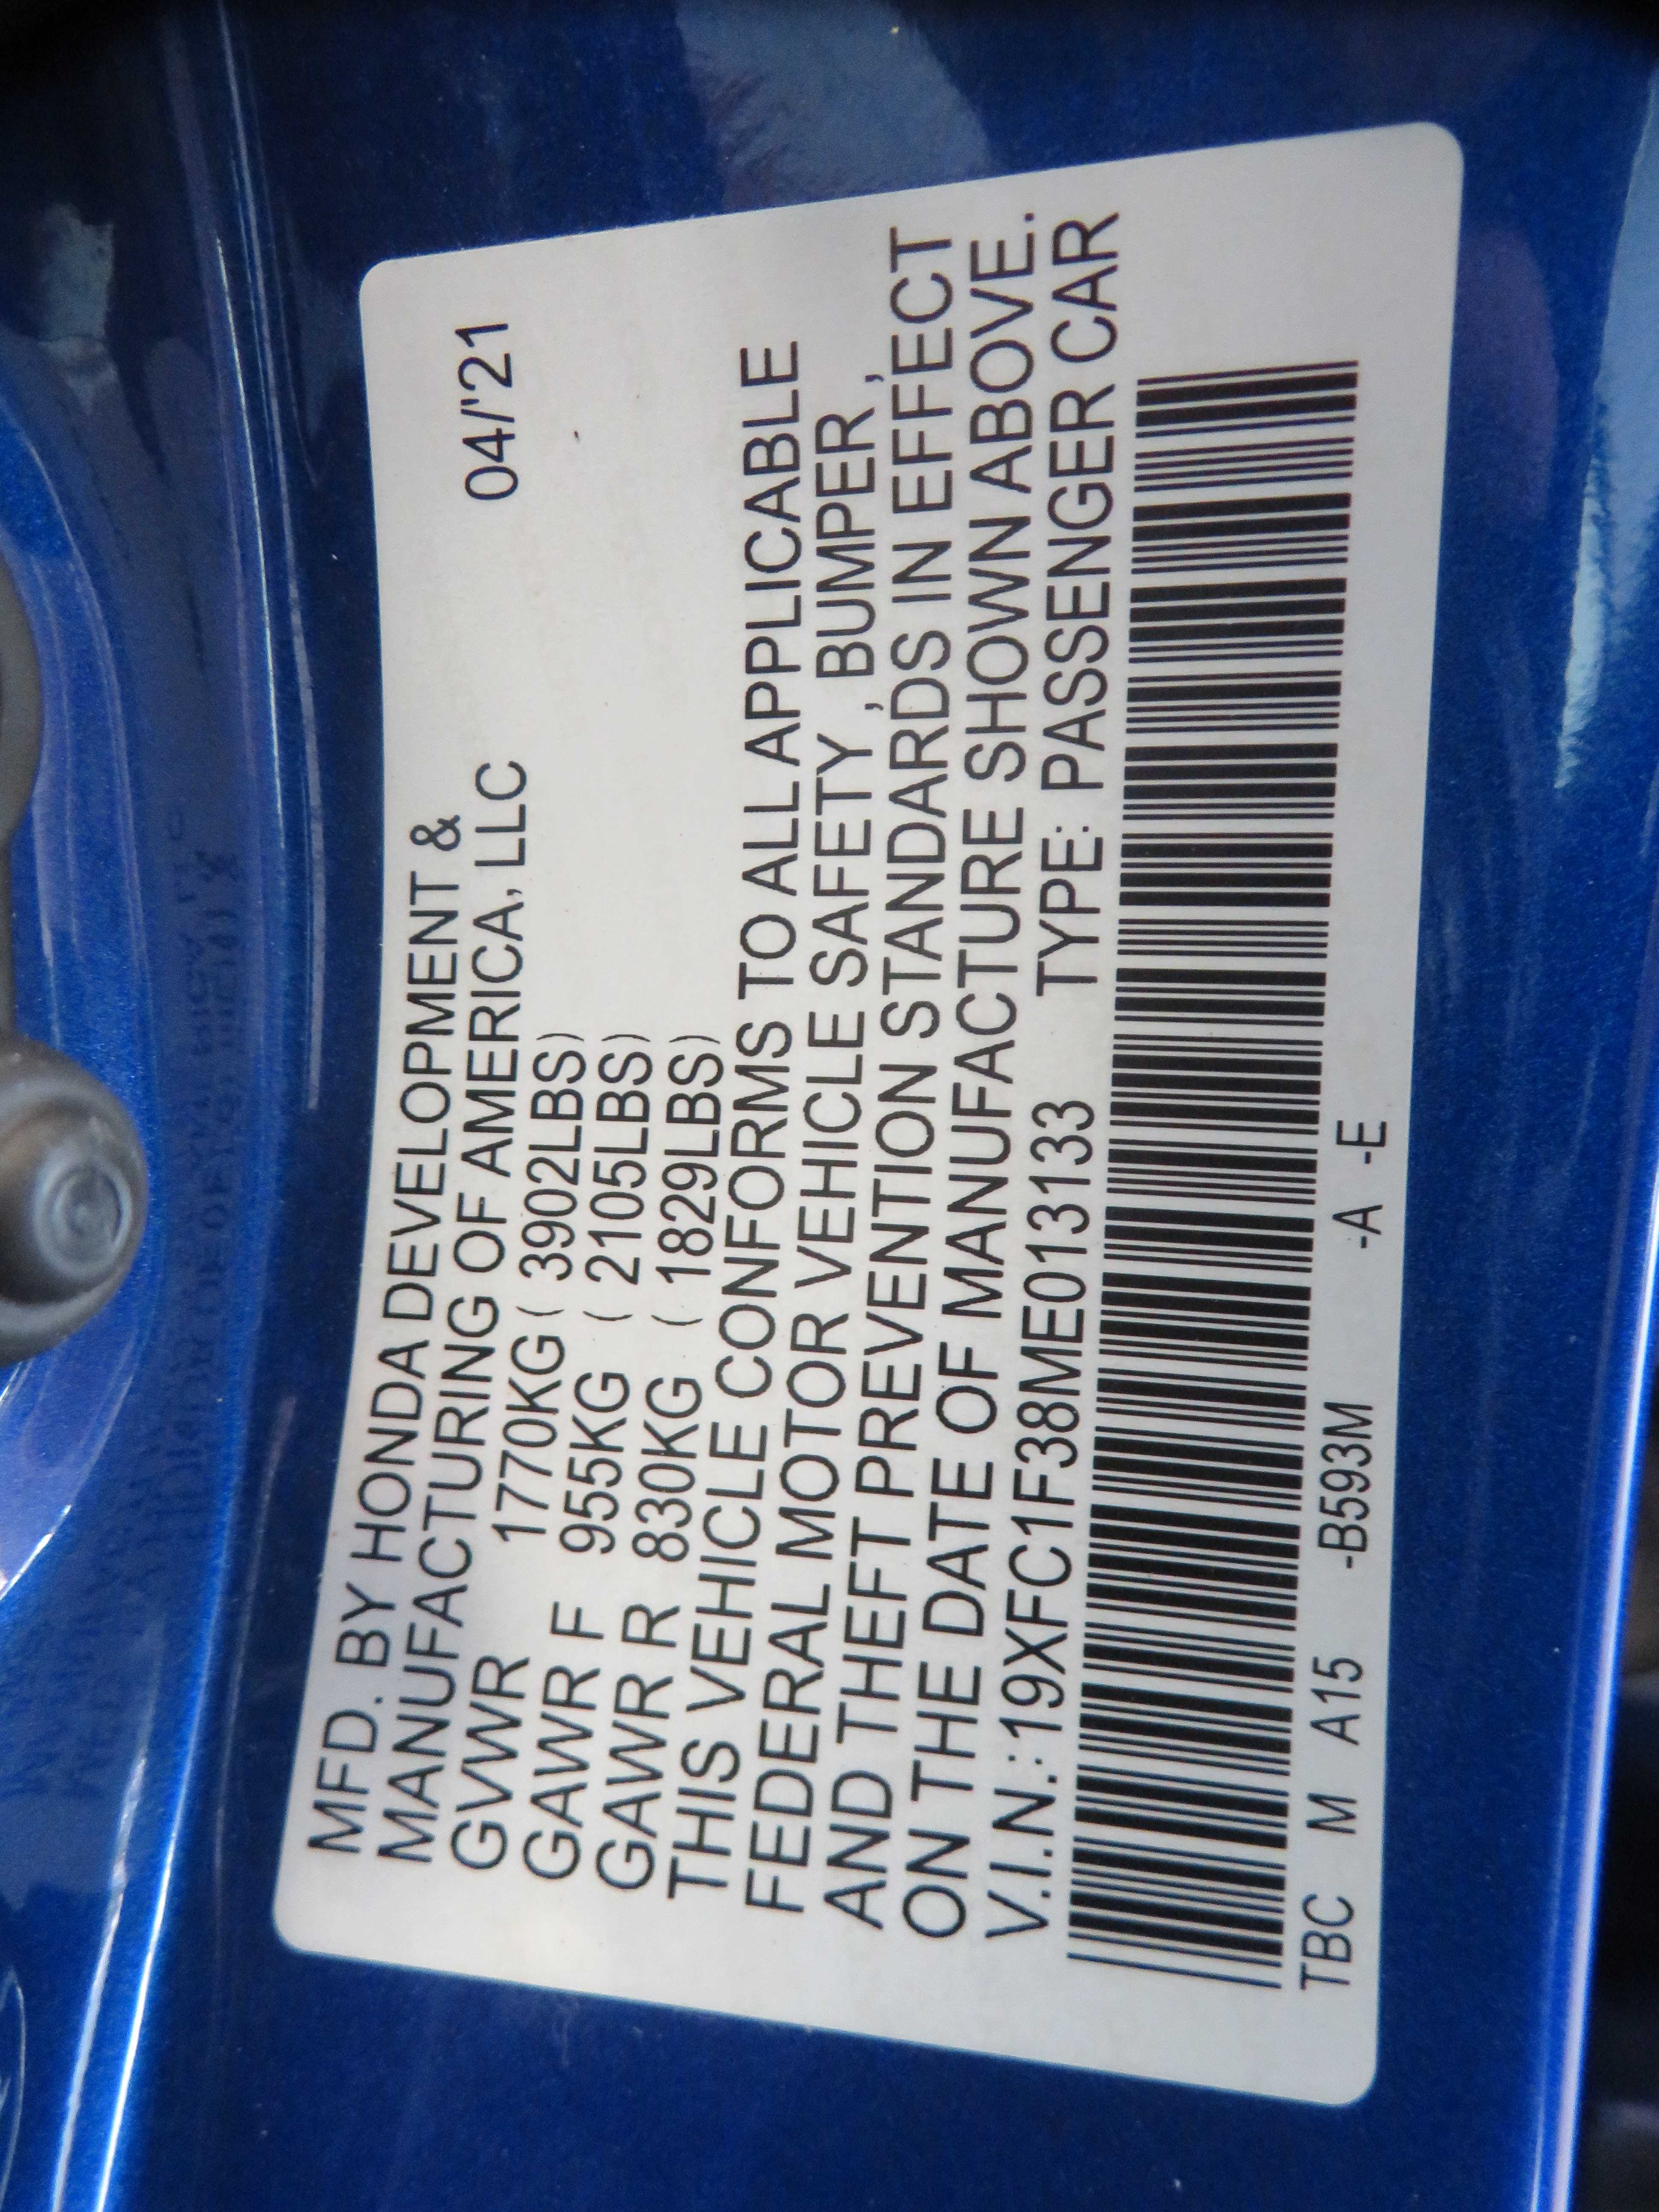 MFD. BY HONDA DEVELOPMENT &
MANUFACTURING OF AMERICA, LLC 04/'21
GVWR 1770KG ( 3902LBS)
GAWR F 955KG ( 2105LBS)
GAWR R 830KG ( 1829LBS)
THIS VEHICLE CONFORMS TO ALL APPLICABLE
FEDERAL MOTOR VEHICLE SAFETY , BUMPER ,
AND THEFT PREVENTION STANDARDS IN EFFECT
ON THE DATE OF MANUFACTURE SHOWN ABOVE.
V.I.N.:19XFC1F38ME013133 TYPE: PASSENGER CAR
TBC M A15 -B593M -A -E